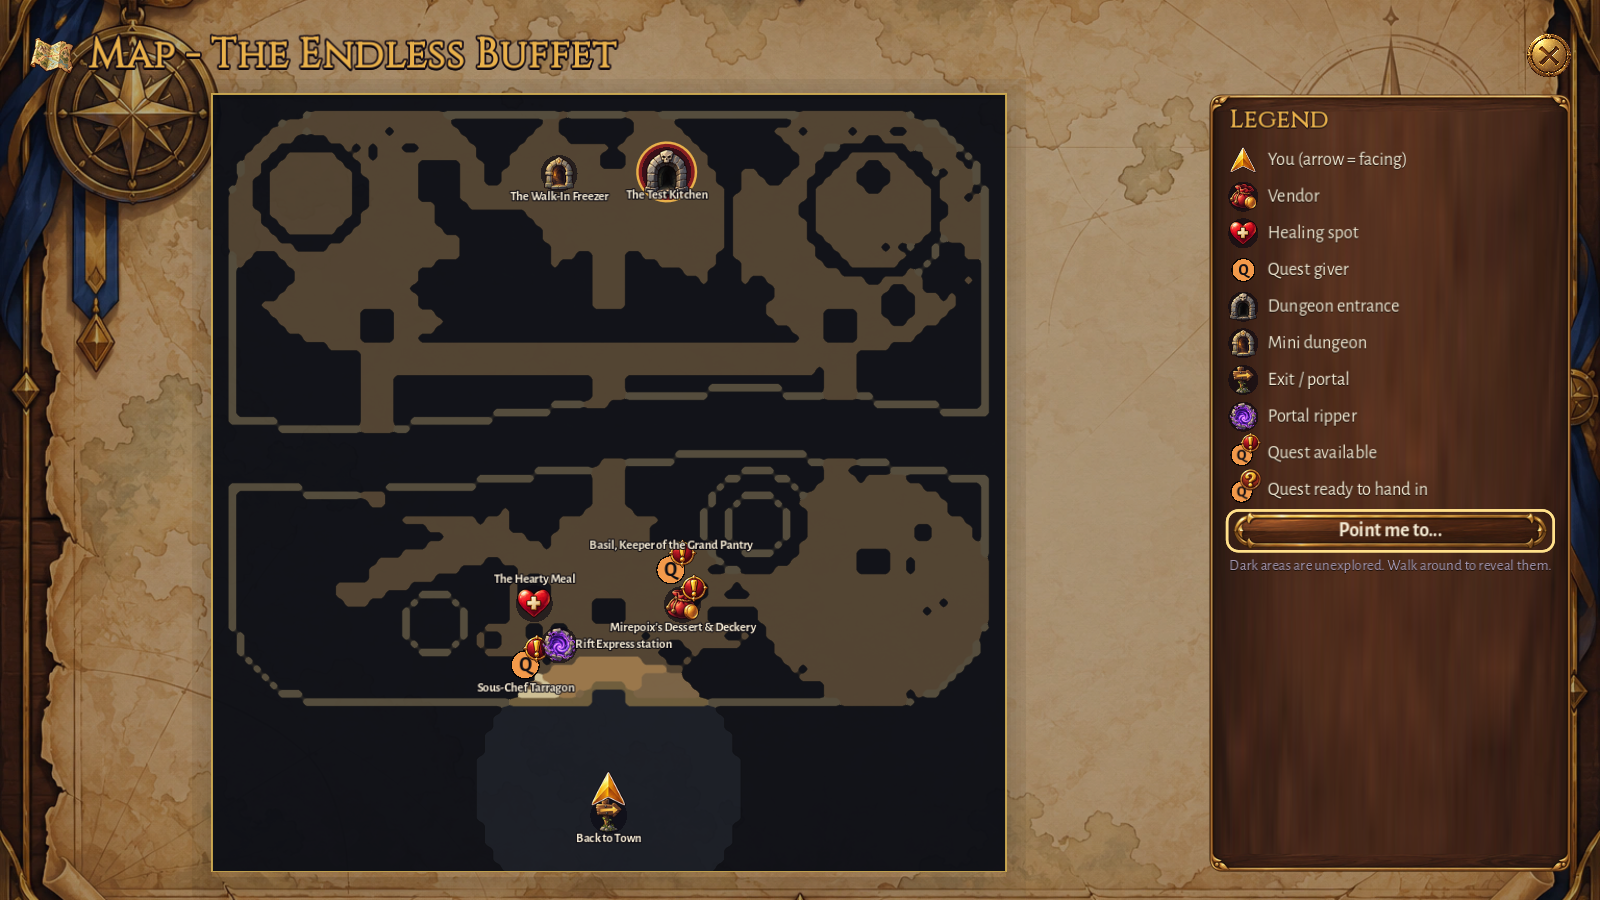 Map - The Endless Buffet
The Walk-In Freezer
The Test Kitchen
Basil, Keeper of the Grand Pantry
Q
The Hearty Meal
Mirepoix's Dessert & Deckery
Rift Express station
Q
Sous-Chef Tarragon
Back to Town
Legend
You (arrow = facing)
Vendor
Healing spot
Q
Quest giver
Dungeon entrance
Mini dungeon
Exit / portal
Portal ripper
Q!
Quest available
Q?
Quest ready to hand in
Point me to...
Dark areas are unexplored. Walk around to reveal them.